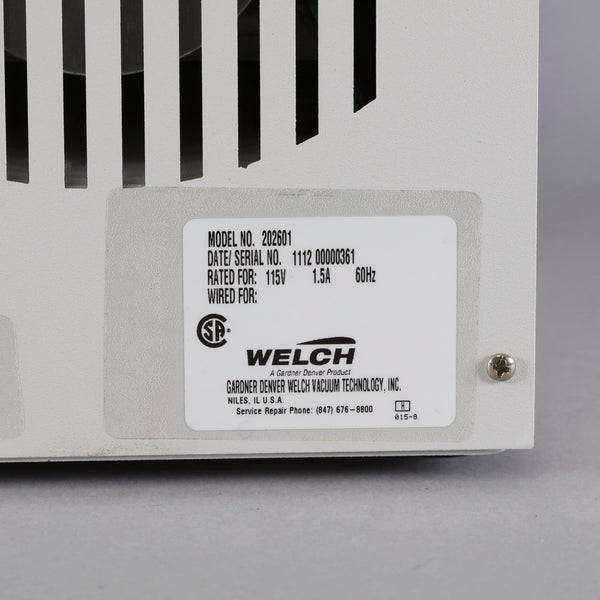 MODEL NO. 202601
DATE/ SERIAL NO. 1112 00000361
RATED FOR: 115V 1.5A 60Hz
WIRED FOR:
SA
WELCH
A Gardner Denver Product
GARDNER DENVER WELCH VACUUM TECHNOLOGY, INC.
NILES, IL U.S.A.
Service Repair Phone: (847) 676-8800
H
015-9